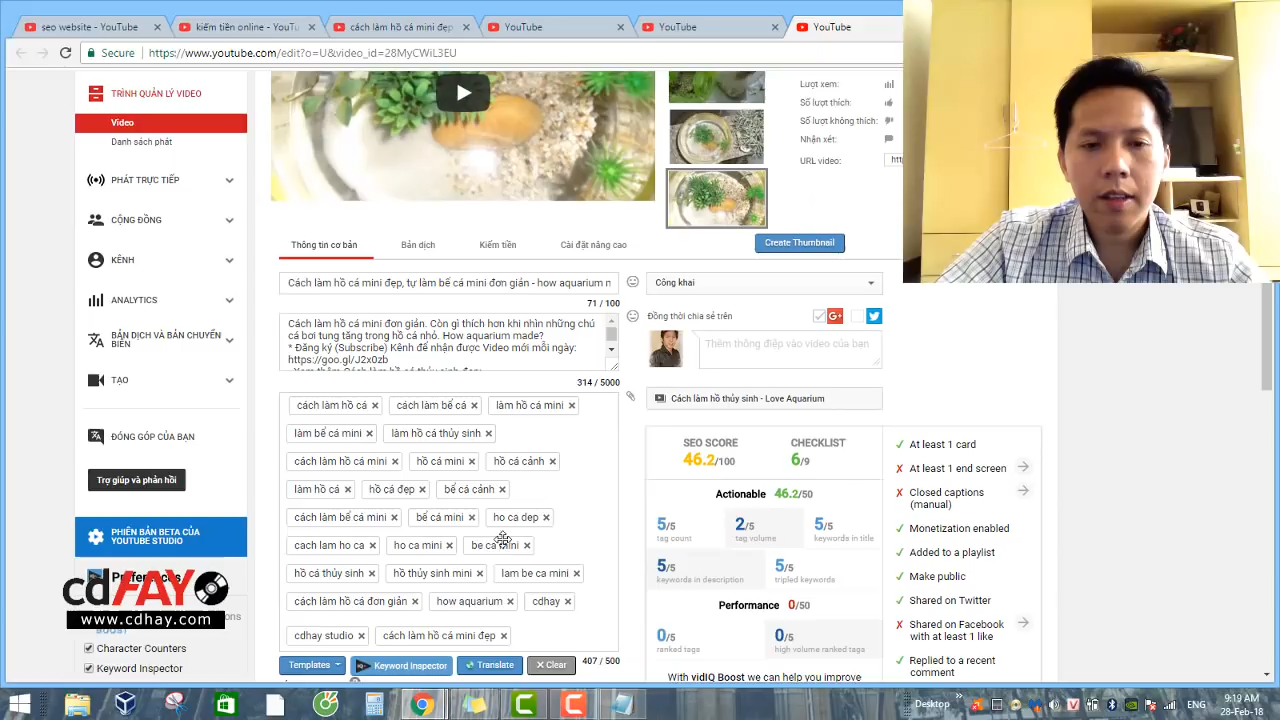 seo website - YouTube
kiếm tiền online - YouTu
cách làm hồ cá mini đẹp
YouTube
YouTube
YouTube
Secure
https://www.youtube.com/edit?o=U&video_id=28MyCWiL3EU
TRÌNH QUẢN LÝ VIDEO
Video
Danh sách phát
PHÁT TRỰC TIẾP
CỘNG ĐỒNG
KÊNH
ANALYTICS
BẢN DỊCH VÀ BẢN CHUYỂN BIÊN
TẠO
ĐÓNG GÓP CỦA BẠN
Trợ giúp và phản hồi
PHIÊN BẢN BETA CỦA
YOUTUBE STUDIO
Preferences
cdHAY
www.cdhay.com
Character Counters
Keyword Inspector
Lượt xem:
Số lượt thích:
Số lượt không thích:
Nhận xét:
URL video:
Create Thumbnail
Thông tin cơ bản
Bản dịch
Kiếm tiền
Cài đặt nâng cao
Cách làm hồ cá mini đẹp, tự làm bể cá mini đơn giản - how aquarium
71 / 100
Cách làm hồ cá mini đơn giản. Còn gì thích hơn khi nhìn những chú
cá bơi tung tăng trong hồ cá nhỏ. How aquarium made?
* Đăng ký (Subscribe) Kênh để nhận được Video mới mỗi ngày:
https://goo.gl/J2x0zb
314 / 5000
cách làm hồ cá × cách làm bể cá × làm hồ cá mini ×
làm bể cá mini × làm hồ cá thủy sinh ×
cách làm hồ cá mini × hồ cá mini × hồ cá cảnh ×
làm hồ cá × hồ cá đẹp × bể cá cảnh ×
cách làm bể cá mini × bể cá mini × ho ca dep ×
cach lam ho ca × ho ca mini × be ca mini ×
hồ cá thủy sinh × hồ thủy sinh mini × lam be ca mini ×
cách làm hồ cá đơn giản × how aquarium × cdhay ×
cdhay studio × cách làm hồ cá mini đẹp ×
407 / 500
Templates
Keyword Inspector
Translate
× Clear
Công khai
Đồng thời chia sẻ trên
Thêm thông điệp vào video của bạn
Cách làm hồ thủy sinh - Love Aquarium
SEO SCORE
46.2/100
CHECKLIST
6/9
Actionable 46.2/50
5/5
tag count
2/5
tag volume
5/5
keywords in title
5/5
keywords in description
5/5
tripled keywords
Performance 0/50
0/5
ranked tags
0/5
high volume ranked tags
With vidIQ Boost we can help you improve
At least 1 card
At least 1 end screen
Closed captions
(manual)
Monetization enabled
Added to a playlist
Make public
Shared on Twitter
Shared on Facebook
with at least 1 like
Replied to a recent
comment
Desktop
ENG
9:19 AM
28-Feb-18